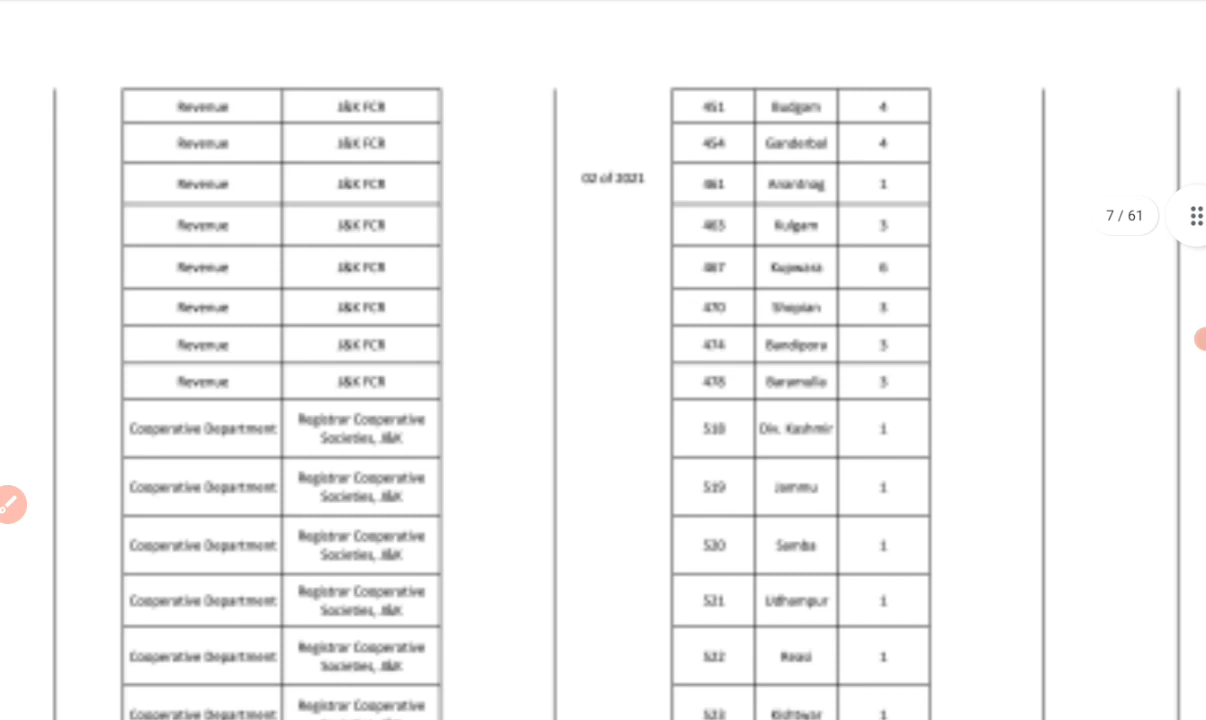 Revenue J&K FCR 451 Budgam 4
Revenue J&K FCR 454 Ganderbal 4
02 of 2021
Revenue J&K FCR 461 Anantnag 1
Revenue J&K FCR 463 Kulgam 3
7 / 61
Revenue J&K FCR 467 Kupwara 6
Revenue J&K FCR 470 Shopian 3
Revenue J&K FCR 474 Bandipora 3
Revenue J&K FCR 478 Baramulla 3
Cooperative Department Registrar Cooperative
Societies, J&K 518 Div. Kashmir 1
Cooperative Department Registrar Cooperative
Societies, J&K 519 Jammu 1
Cooperative Department Registrar Cooperative
Societies, J&K 520 Samba 1
Cooperative Department Registrar Cooperative
Societies, J&K 521 Udhampur 1
Cooperative Department Registrar Cooperative
Societies, J&K 522 Reasi 1
Cooperative Department Registrar Cooperative
523 Kishtwar 1